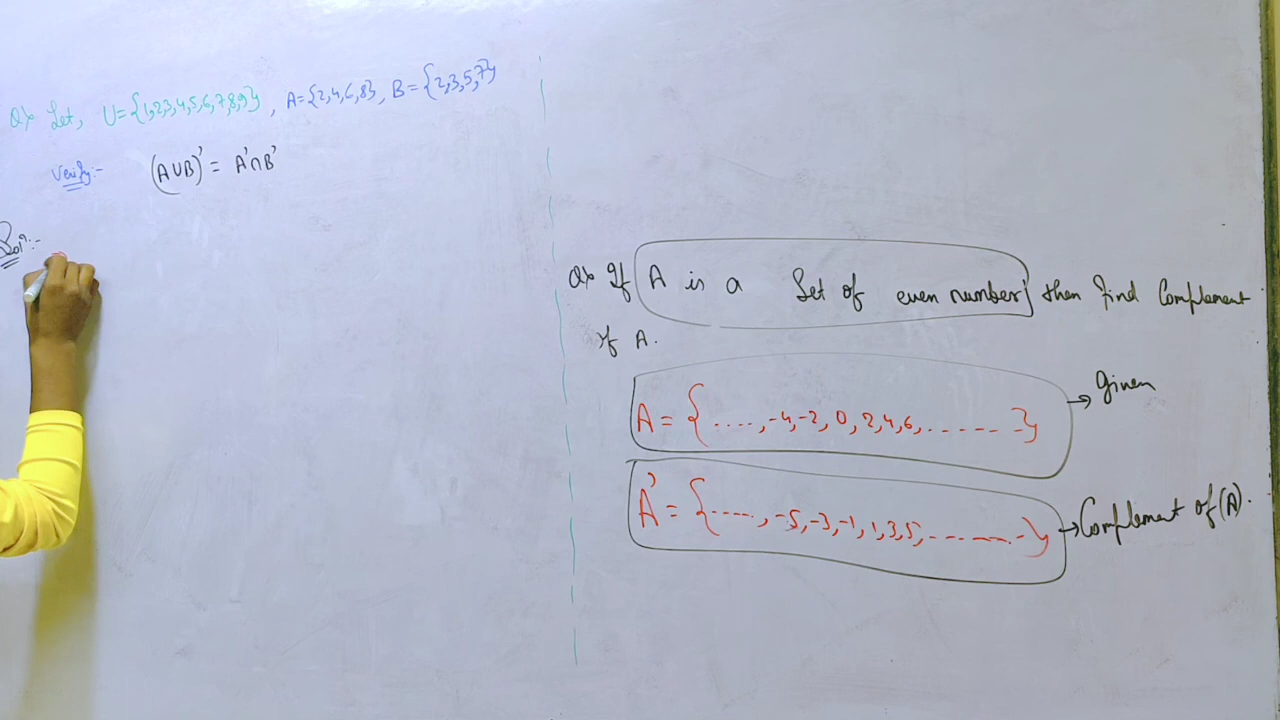 Q> Let, U={1,2,3,4,5,6,7,8,9}, A={2,4,6,8}, B={2,3,5,7}
Verify:- (A∪B)' = A'∩B'
Sol?:-
Q> If A is a Set of even number, then find Complement
of A.
A = {....,-4,-2,0,2,4,6,.......} → Given
A' = {....., -5,-3,-1,1,3,5,.........} → Complement of (A).